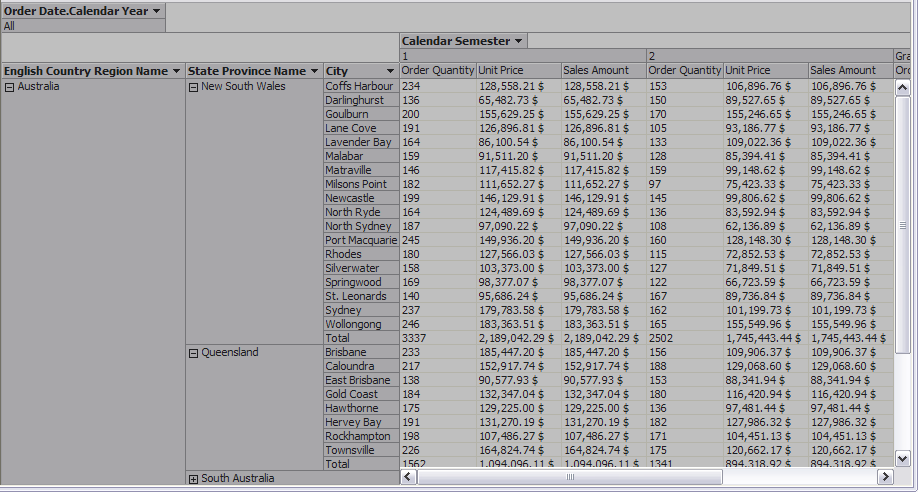 Order Date.Calendar Year
All
Calendar Semester
1 2 Gra
English Country Region Name State Province Name City Order Quantity Unit Price Sales Amount Order Quantity Unit Price Sales Amount Ord
Australia New South Wales Coffs Harbour 234 128,558.21 $ 128,558.21 $ 153 106,896.76 $ 106,896.76 $
Darlinghurst 136 65,482.73 $ 65,482.73 $ 150 89,527.65 $ 89,527.65 $
Goulburn 200 155,629.25 $ 155,629.25 $ 170 155,246.65 $ 155,246.65 $
Lane Cove 191 126,896.81 $ 126,896.81 $ 105 93,186.77 $ 93,186.77 $
Lavender Bay 164 86,100.54 $ 86,100.54 $ 133 109,022.36 $ 109,022.36 $
Malabar 159 91,511.20 $ 91,511.20 $ 128 85,394.41 $ 85,394.41 $
Matraville 146 117,415.82 $ 117,415.82 $ 159 99,148.62 $ 99,148.62 $
Milsons Point 182 111,652.27 $ 111,652.27 $ 97 75,423.33 $ 75,423.33 $
Newcastle 199 146,129.91 $ 146,129.91 $ 145 99,806.62 $ 99,806.62 $
North Ryde 164 124,489.69 $ 124,489.69 $ 136 83,592.94 $ 83,592.94 $
North Sydney 187 97,090.22 $ 97,090.22 $ 108 62,136.89 $ 62,136.89 $
Port Macquarie 245 149,936.20 $ 149,936.20 $ 160 128,148.30 $ 128,148.30 $
Rhodes 180 127,566.03 $ 127,566.03 $ 115 72,852.53 $ 72,852.53 $
Silverwater 158 103,373.00 $ 103,373.00 $ 127 71,849.51 $ 71,849.51 $
Springwood 169 98,377.07 $ 98,377.07 $ 122 66,723.59 $ 66,723.59 $
St. Leonards 140 95,686.24 $ 95,686.24 $ 167 89,736.84 $ 89,736.84 $
Sydney 237 179,783.58 $ 179,783.58 $ 162 101,199.73 $ 101,199.73 $
Wollongong 246 183,363.51 $ 183,363.51 $ 165 155,549.96 $ 155,549.96 $
Total 3337 2,189,042.29 $ 2,189,042.29 $ 2502 1,745,443.44 $ 1,745,443.44 $
Queensland Brisbane 233 185,447.20 $ 185,447.20 $ 156 109,906.37 $ 109,906.37 $
Caloundra 217 152,917.74 $ 152,917.74 $ 188 129,068.60 $ 129,068.60 $
East Brisbane 138 90,577.93 $ 90,577.93 $ 153 88,341.94 $ 88,341.94 $
Gold Coast 184 132,347.04 $ 132,347.04 $ 180 116,420.94 $ 116,420.94 $
Hawthorne 175 129,225.00 $ 129,225.00 $ 136 97,481.44 $ 97,481.44 $
Hervey Bay 191 131,270.19 $ 131,270.19 $ 182 127,986.32 $ 127,986.32 $
Rockhampton 198 107,486.27 $ 107,486.27 $ 171 104,451.13 $ 104,451.13 $
Townsville 226 164,824.74 $ 164,824.74 $ 175 120,662.17 $ 120,662.17 $
Total 1562 1,094,096.11 $ 1,094,096.11 $ 1341 894,318.92 $ 894,318.92 $
South Australia